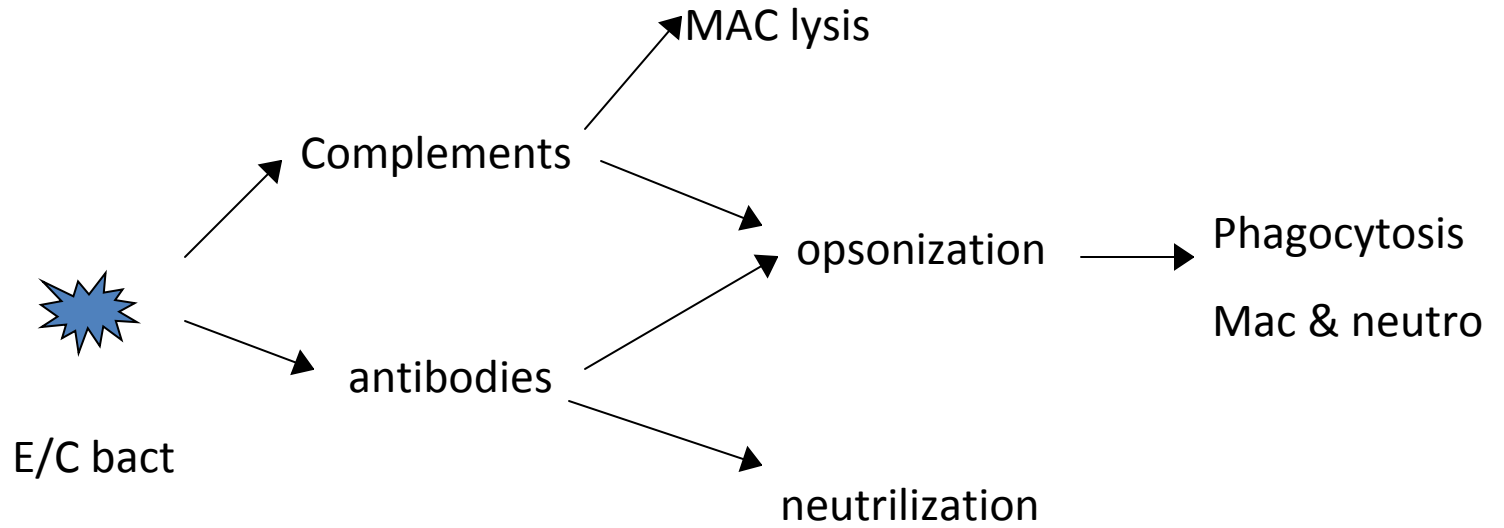 MAC lysis
Complements
opsonization
Phagocytosis
Mac & neutro
antibodies
E/C bact
neutrilization